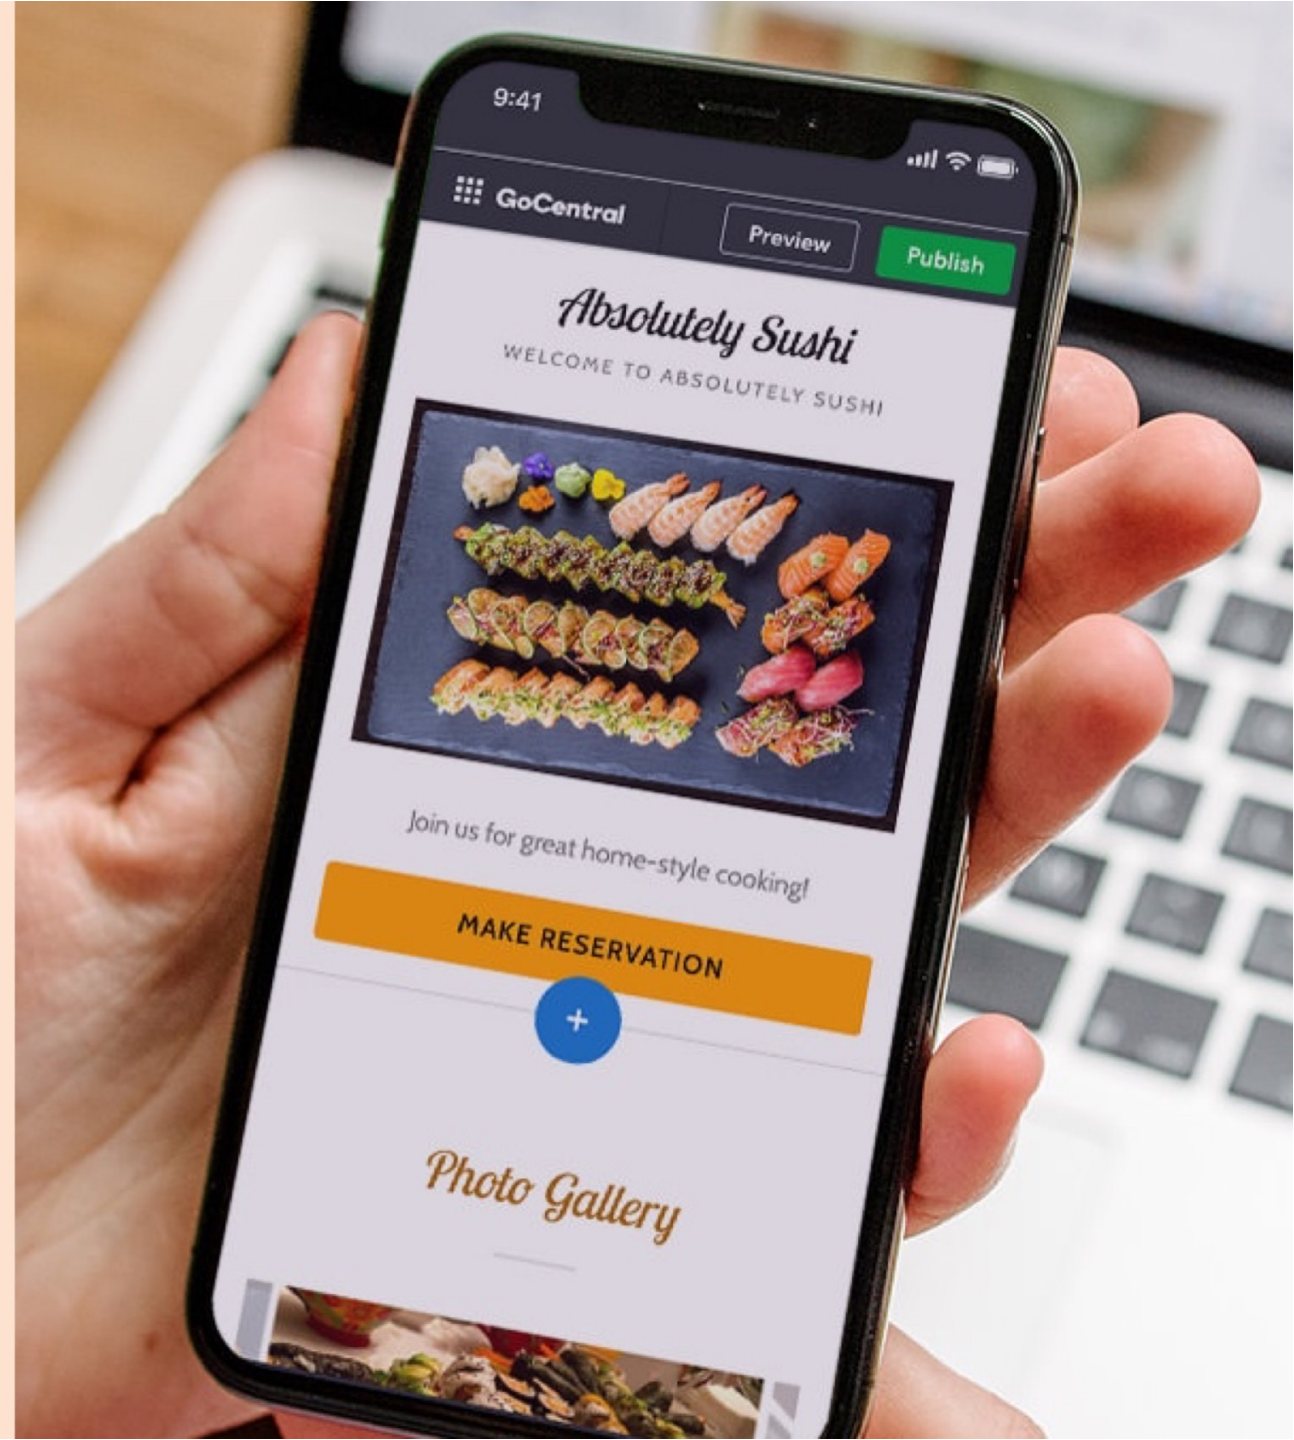 9:41
GoCentral
Preview
Publish
Absolutely Sushi
WELCOME TO ABSOLUTELY SUSHI
Join us for great home-style cooking!
MAKE RESERVATION
+
Photo Gallery